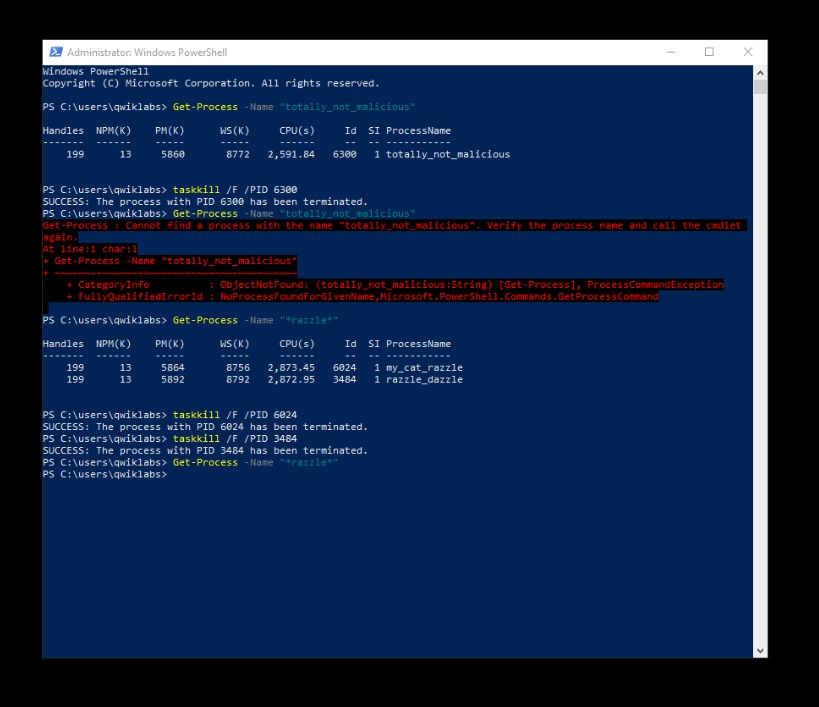 Administrator: Windows PowerShell
Windows PowerShell
Copyright (C) Microsoft Corporation. All rights reserved.
PS C:\users\qwiklabs> Get-Process -Name "totally_not_malicious"
Handles  NPM(K)    PM(K)      WS(K)     CPU(s)     Id  SI ProcessName
-------  ------    -----      -----     ------     --  -- -----------
    199      13     5860       8772   2,591.84   6300   1 totally_not_malicious
PS C:\users\qwiklabs> taskkill /F /PID 6300
SUCCESS: The process with PID 6300 has been terminated.
PS C:\users\qwiklabs> Get-Process -Name "totally_not_malicious"
Get-Process : Cannot find a process with the name "totally_not_malicious". Verify the process name and call the cmdlet
again.
At line:1 char:1
+ Get-Process -Name "totally_not_malicious"
+ ~~~~~~~~~~~~~~~~~~~~~~~~~~~~~~~~~~~~~~~~~
    + CategoryInfo          : ObjectNotFound: (totally_not_malicious:String) [Get-Process], ProcessCommandException
    + FullyQualifiedErrorId : NoProcessFoundForGivenName,Microsoft.PowerShell.Commands.GetProcessCommand
PS C:\users\qwiklabs> Get-Process -Name "*razzle*"
Handles  NPM(K)    PM(K)      WS(K)     CPU(s)     Id  SI ProcessName
-------  ------    -----      -----     ------     --  -- -----------
    199      13     5864       8756   2,873.45   6024   1 my_cat_razzle
    199      13     5892       8792   2,872.95   3484   1 razzle_dazzle
PS C:\users\qwiklabs> taskkill /F /PID 6024
SUCCESS: The process with PID 6024 has been terminated.
PS C:\users\qwiklabs> taskkill /F /PID 3484
SUCCESS: The process with PID 3484 has been terminated.
PS C:\users\qwiklabs> Get-Process -Name "*razzle*"
PS C:\users\qwiklabs>